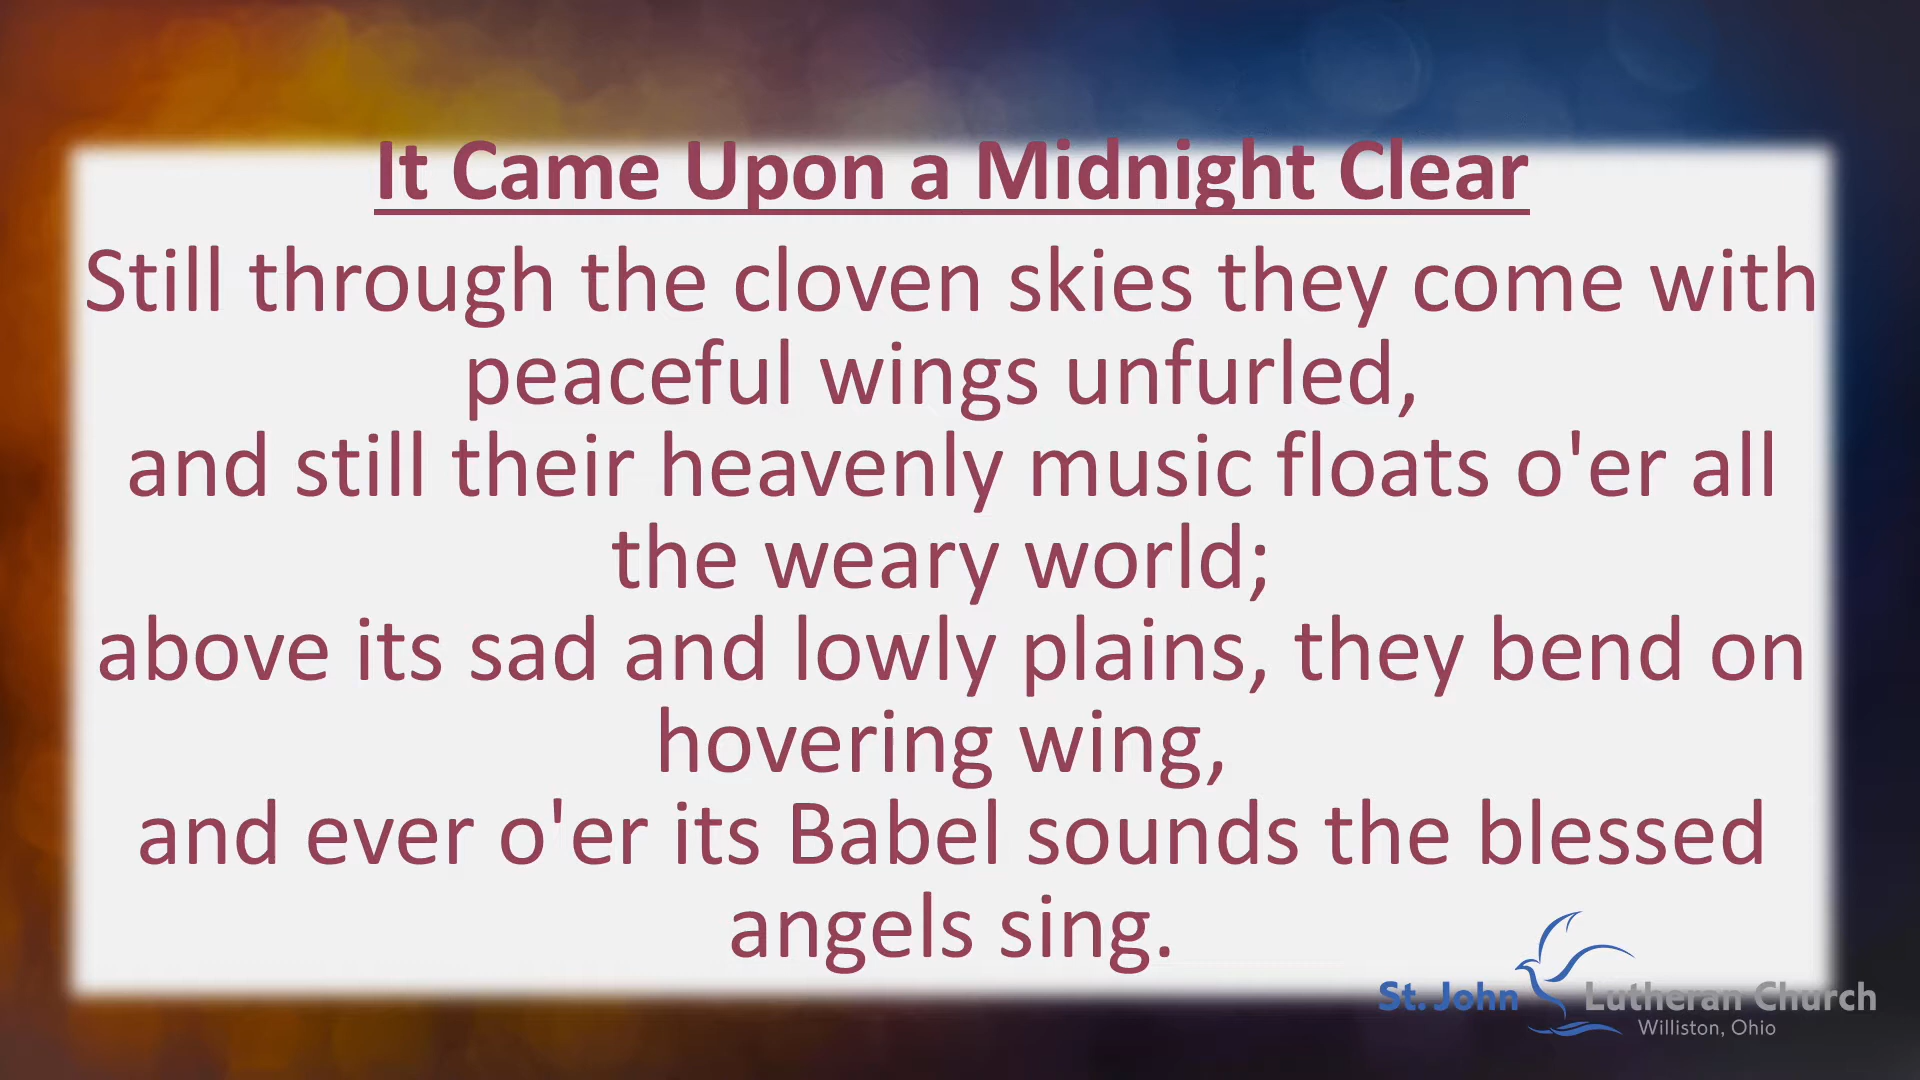 It Came Upon a Midnight Clear
Still through the cloven skies they come with
peaceful wings unfurled,
and still their heavenly music floats o'er all
the weary world;
above its sad and lowly plains, they bend on
hovering wing,
and ever o'er its Babel sounds the blessed
angels sing.
St. John Lutheran Church
Williston, Ohio